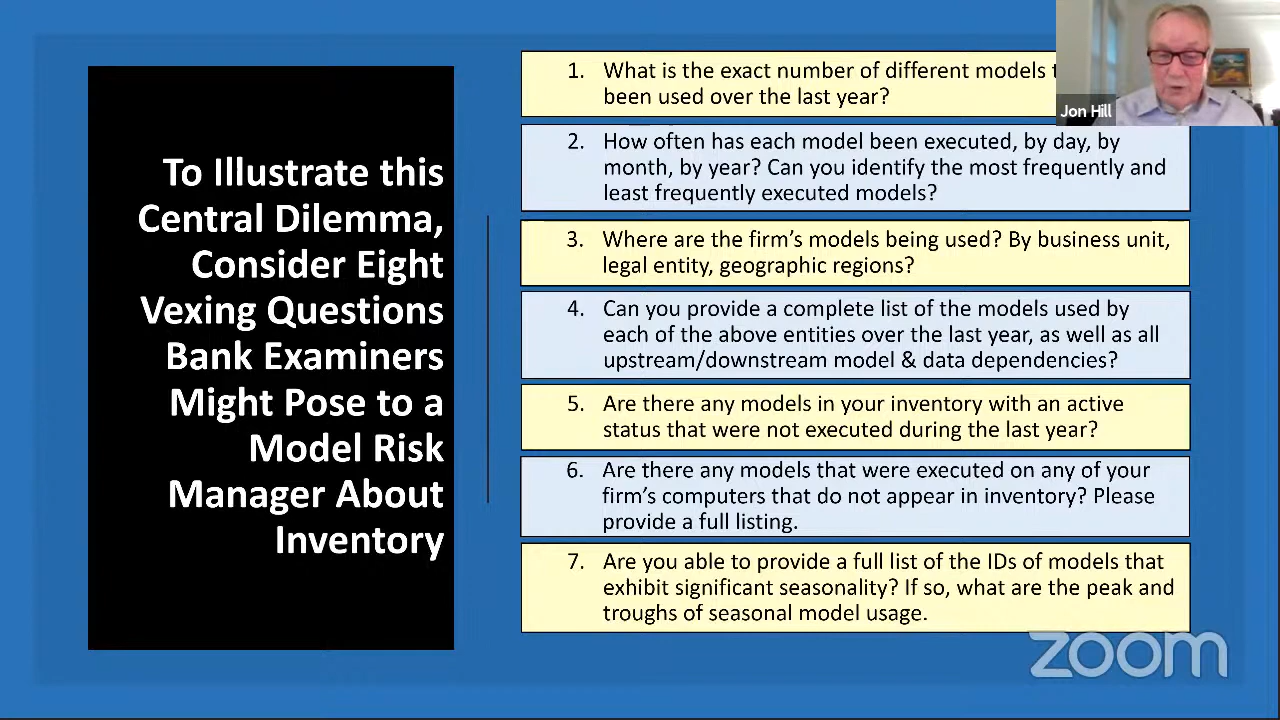 To Illustrate this
Central Dilemma,
Consider Eight
Vexing Questions
Bank Examiners
Might Pose to a
Model Risk
Manager About
Inventory
1. What is the exact number of different models
been used over the last year?
2. How often has each model been executed, by day, by
month, by year? Can you identify the most frequently and
least frequently executed models?
3. Where are the firm's models being used? By business unit,
legal entity, geographic regions?
4. Can you provide a complete list of the models used by
each of the above entities over the last year, as well as all
upstream/downstream model & data dependencies?
5. Are there any models in your inventory with an active
status that were not executed during the last year?
6. Are there any models that were executed on any of your
firm's computers that do not appear in inventory? Please
provide a full listing.
7. Are you able to provide a full list of the IDs of models that
exhibit significant seasonality? If so, what are the peak and
troughs of seasonal model usage.
Jon Hill
zoom